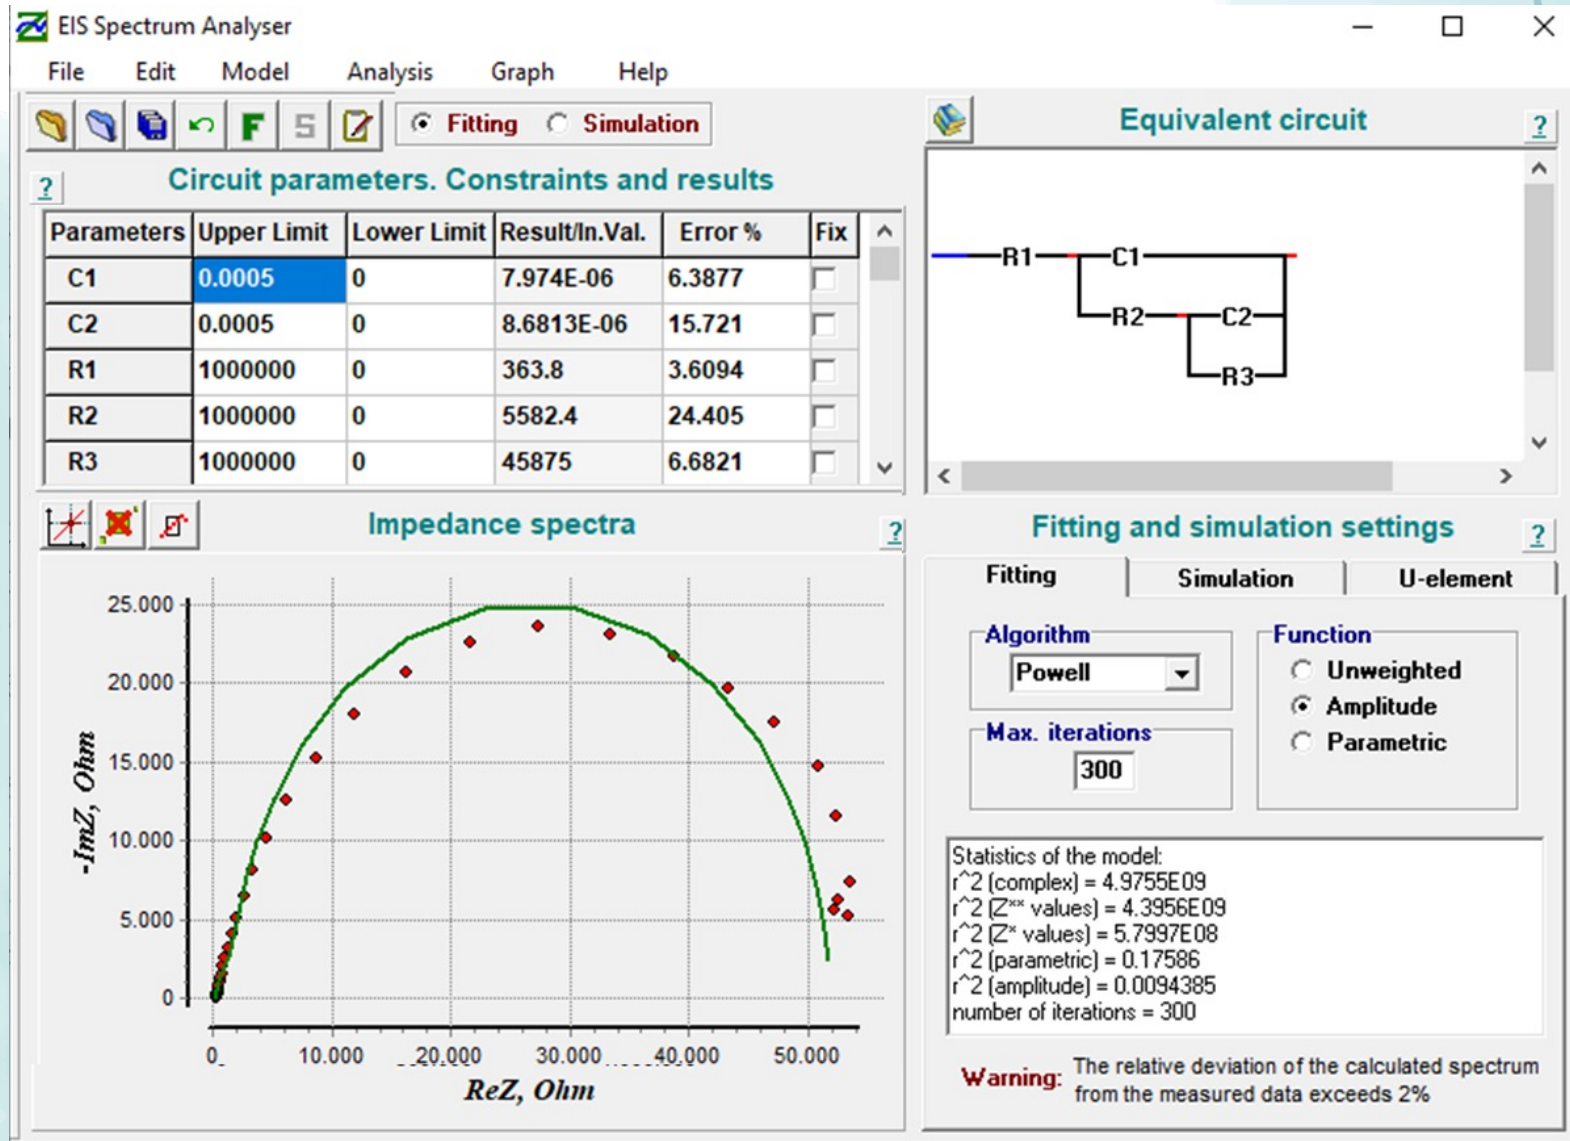 EIS Spectrum Analyser
File Edit Model Analysis Graph Help
F S Fitting Simulation
Equivalent circuit ?
? Circuit parameters. Constraints and results
Parameters Upper Limit Lower Limit Result/In.Val. Error % Fix
C1 0.0005 0 7.974E-06 6.3877
C2 0.0005 0 8.6813E-06 15.721
R1 1000000 0 363.8 3.6094
R2 1000000 0 5582.4 24.405
R3 1000000 0 45875 6.6821
R1 C1
R2 C2
R3
Impedance spectra ?
25.000
20.000
15.000
10.000
5.000
0
-ImZ, Ohm
0 10.000 20.000 30.000 40.000 50.000
ReZ, Ohm
Fitting and simulation settings ?
Fitting Simulation U-element
Algorithm
Powell
Max. iterations
300
Function
Unweighted
Amplitude
Parametric
Statistics of the model:
r^2 (complex) = 4.9755E09
r^2 (Z** values) = 4.3956E09
r^2 (Z* values) = 5.7997E08
r^2 (parametric) = 0.17586
r^2 (amplitude) = 0.0094385
number of iterations = 300
Warning: The relative deviation of the calculated spectrum
from the measured data exceeds 2%